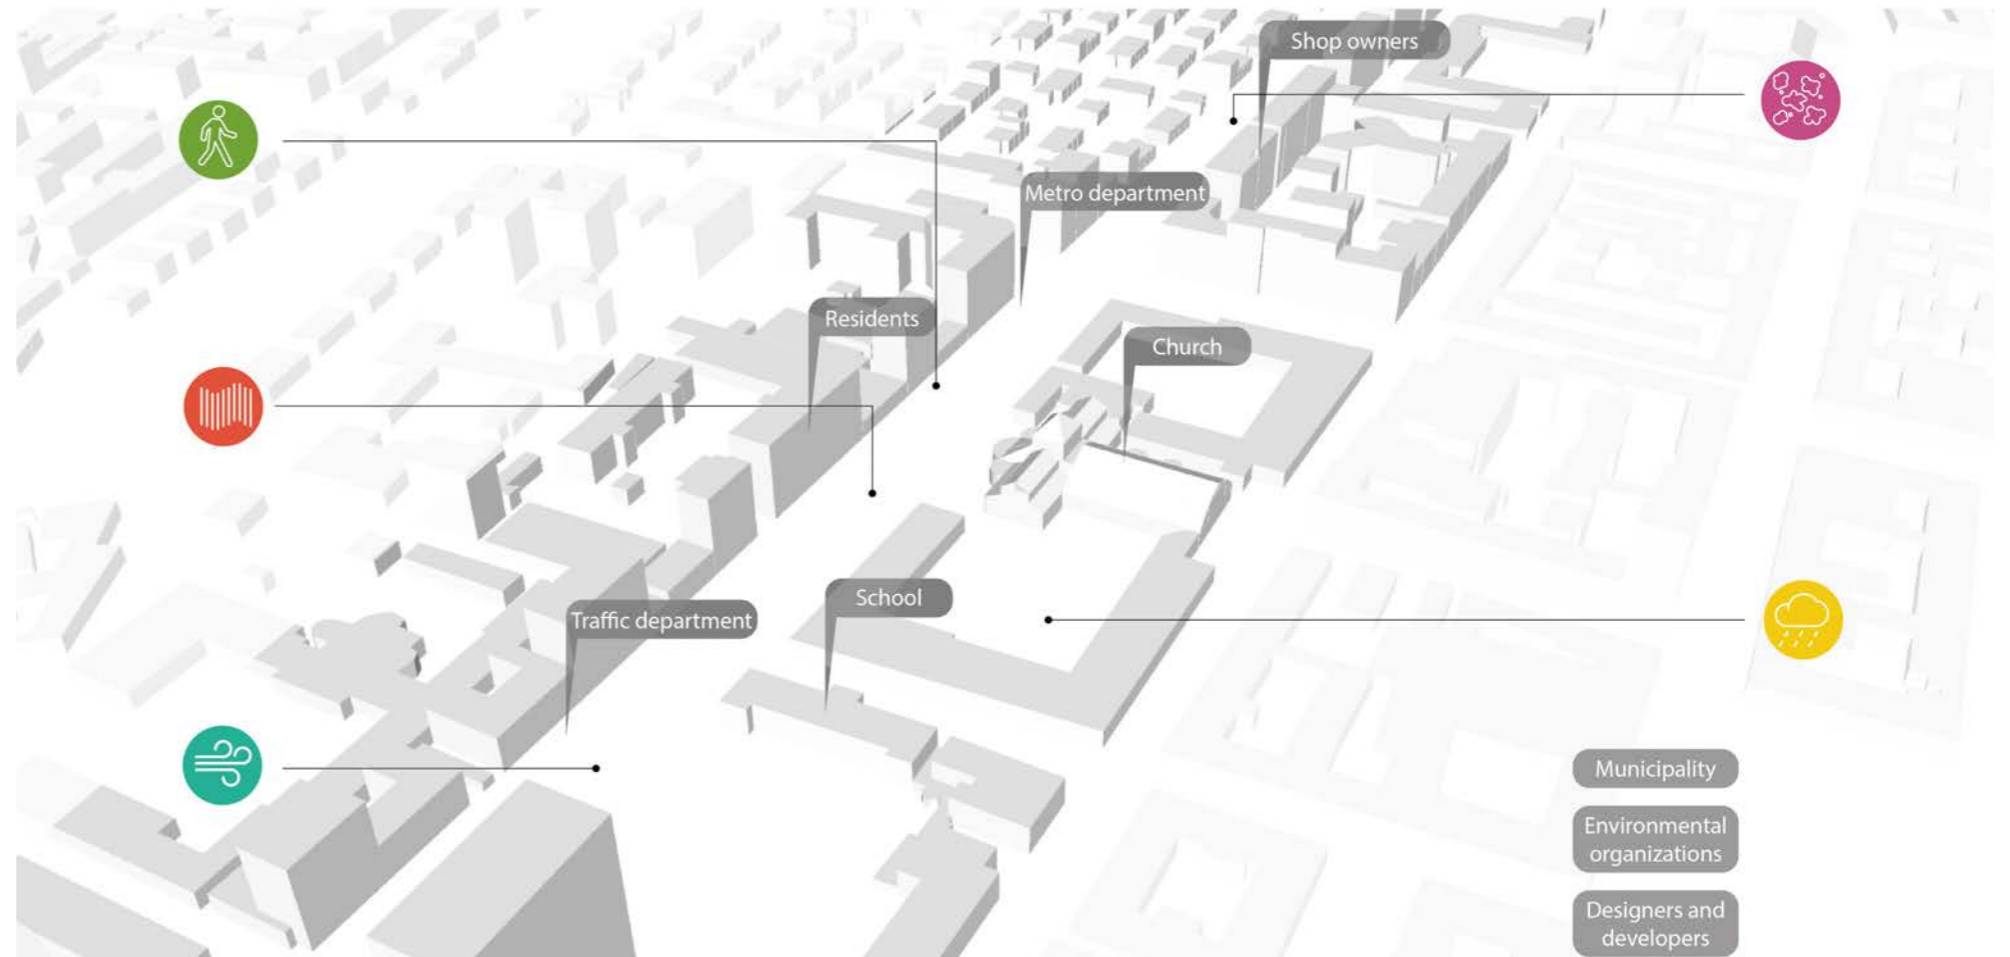 Shop owners
Metro department
Residents
Church
School
Traffic department
Municipality
Environmental
organizations
Designers and
developers